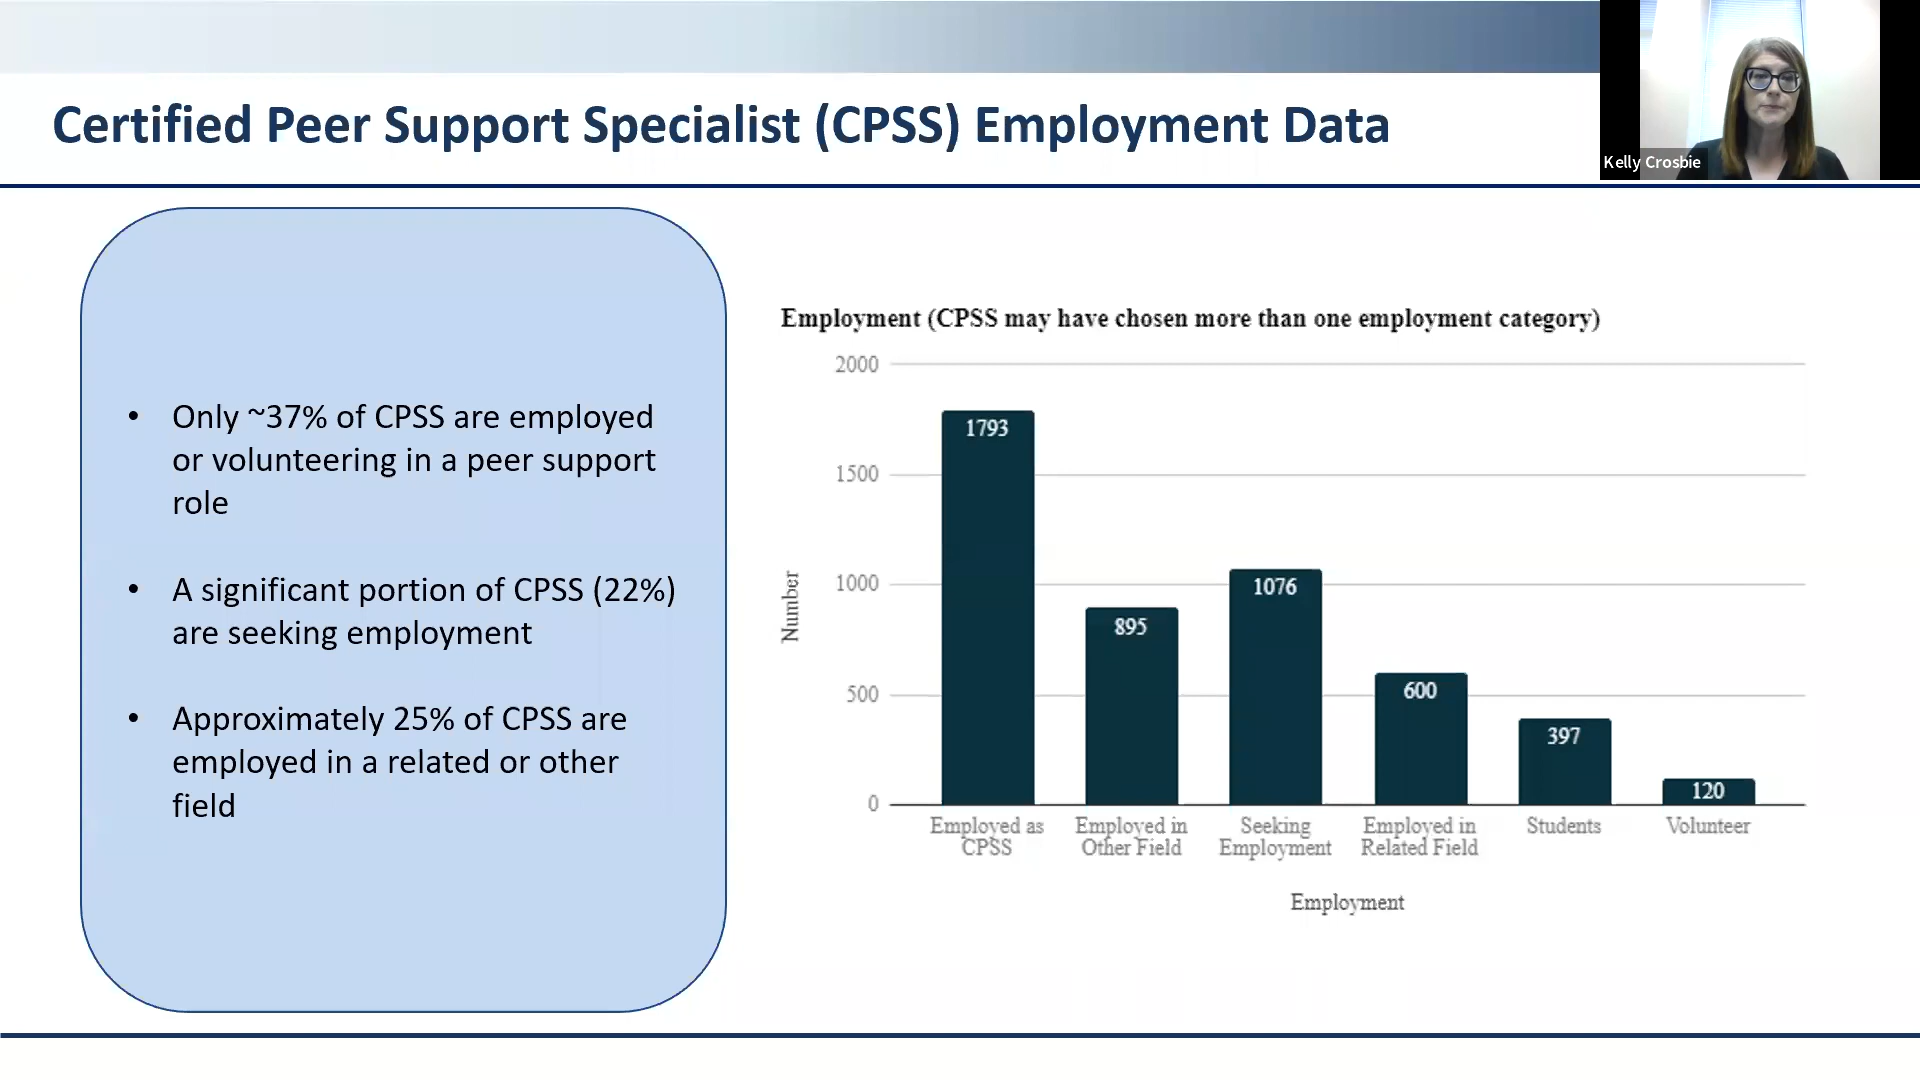 Certified Peer Support Specialist (CPSS) Employment Data
Kelly Crosbie
• Only ~37% of CPSS are employed
or volunteering in a peer support
role
• A significant portion of CPSS (22%)
are seeking employment
• Approximately 25% of CPSS are
employed in a related or other
field
Employment (CPSS may have chosen more than one employment category)
2000
1500
1000
500
0
Number
1793
895
1076
600
397
120
Employed as
CPSS
Employed in
Other Field
Seeking
Employment
Employed in
Related Field
Students
Volunteer
Employment